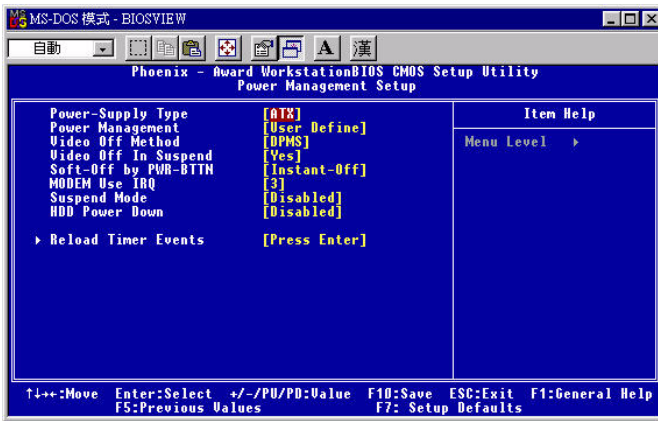 MS-DOS 模式 - BIOSVIEW
自動
A 漢
Phoenix - Award WorkstationBIOS CMOS Setup Utility
Power Management Setup
Power-Supply Type [ATX]
Power Management [User Define]
Video Off Method [DPMS]
Video Off In Suspend [Yes]
Soft-Off by PWR-BTTN [Instant-Off]
MODEM Use IRQ [3]
Suspend Mode [Disabled]
HDD Power Down [Disabled]
Reload Timer Events [Press Enter]
Item Help
Menu Level
↑↓→←:Move Enter:Select +/-/PU/PD:Value F10:Save ESC:Exit F1:General Help
F5:Previous Values F7: Setup Defaults